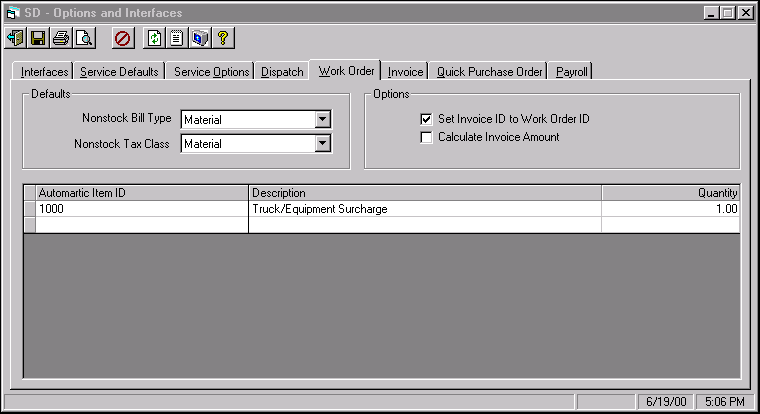 SD - Options and Interfaces
Interfaces Service Defaults Service Options Dispatch Work Order Invoice Quick Purchase Order Payroll
Defaults
Nonstock Bill Type Material
Nonstock Tax Class Material
Options
Set Invoice ID to Work Order ID
Calculate Invoice Amount
Automartic Item ID Description Quantity
1000 Truck/Equipment Surcharge 1.00
6/19/00 5:06 PM